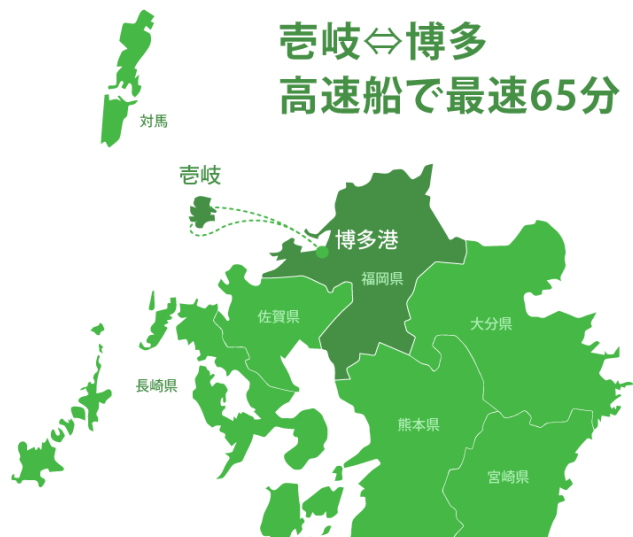 壱岐⇔博多
高速船で最速65分
対馬
壱岐
博多港
福岡県
佐賀県
大分県
長崎県
熊本県
宮崎県